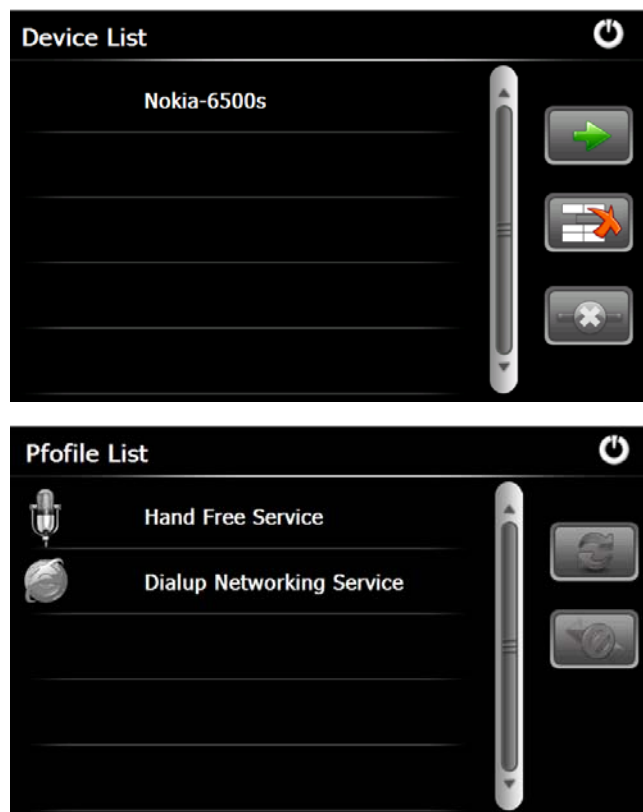 Device List
Nokia-6500s
Pfofile List
Hand Free Service
Dialup Networking Service